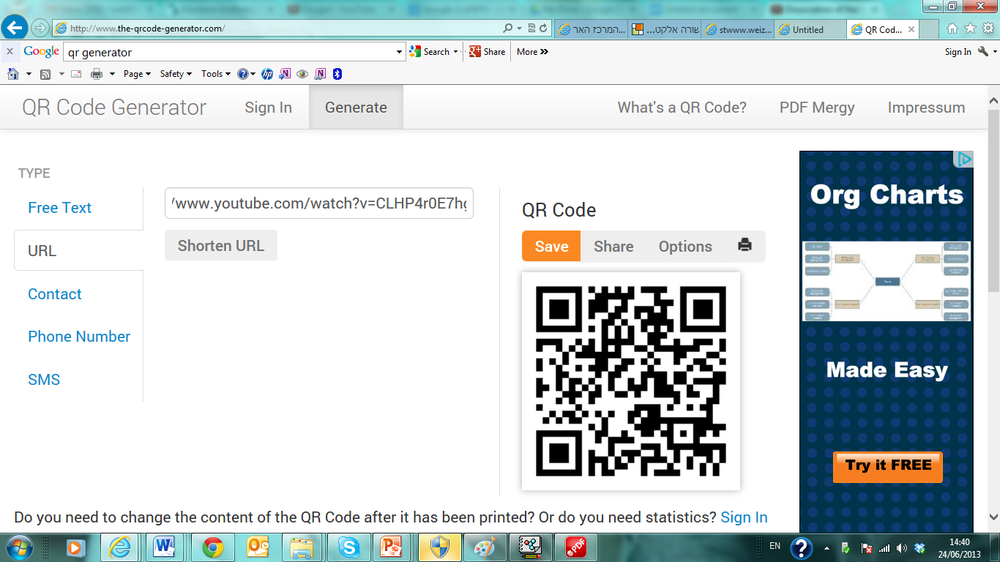 http://www.the-qrcode-generator.com/
המרכז האר...
שורה אלקט...
stwww.weiz...
Untitled
QR Cod...
x Google qr generator Search Share More » Sign In
Page Safety Tools
QR Code Generator Sign In Generate What's a QR Code? PDF Mergy Impressum
TYPE
Free Text
URL
Contact
Phone Number
SMS
/www.youtube.com/watch?v=CLHP4r0E7hg
Shorten URL
QR Code
Save Share Options
Org Charts
Made Easy
Try it FREE
Do you need to change the content of the QR Code after it has been printed? Or do you need statistics? Sign In
EN
14:40
24/06/2013